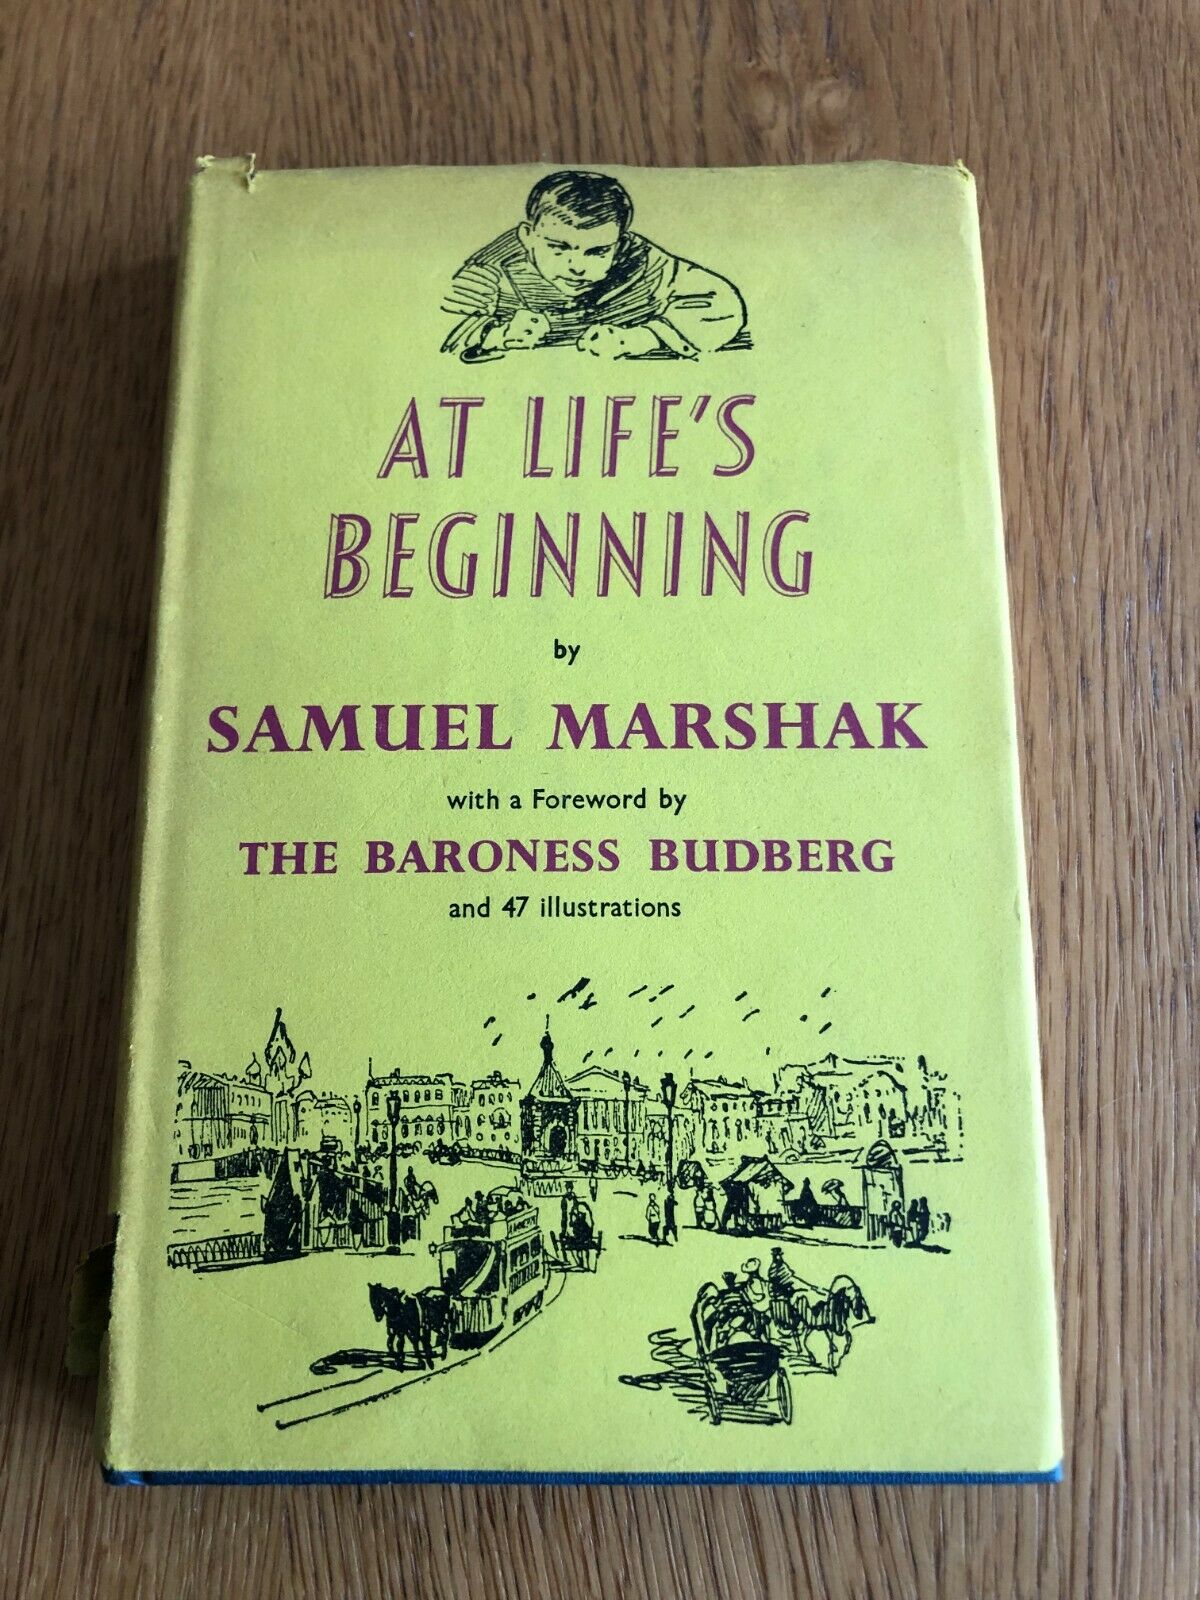 AT LIFE'S
BEGINNING
by
SAMUEL MARSHAK
with a Foreword by
THE BARONESS BUDBERG
and 47 illustrations